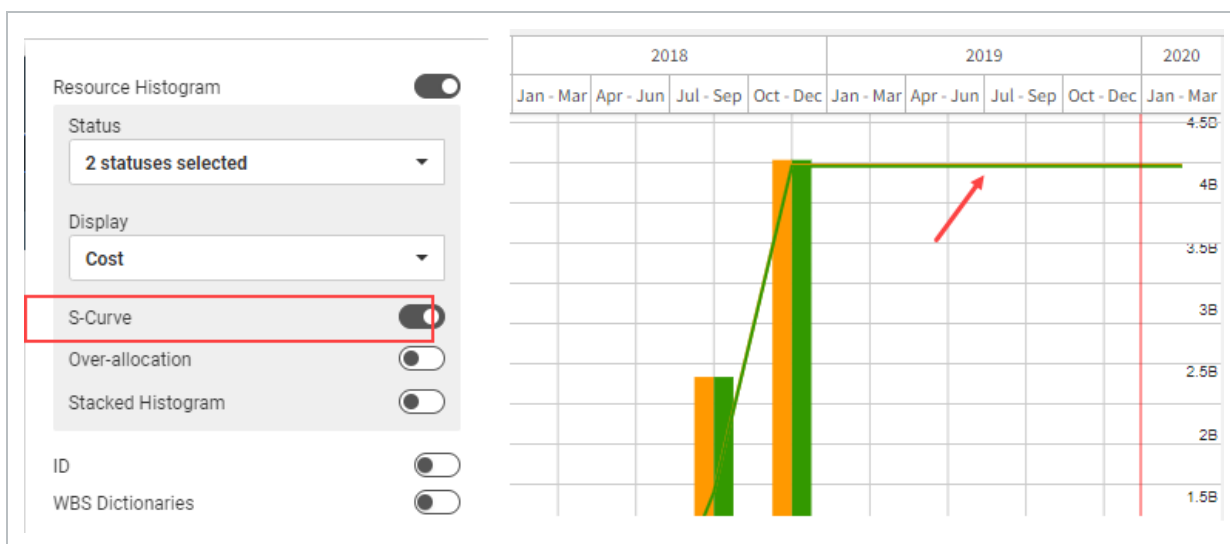 Resource Histogram
Status
2 statuses selected
Display
Cost
S-Curve
Over-allocation
Stacked Histogram
ID
WBS Dictionaries
2018 2019 2020
Jan - Mar Apr - Jun Jul - Sep Oct - Dec Jan - Mar Apr - Jun Jul - Sep Oct - Dec Jan - Mar
4.5B
4B
3.5B
3B
2.5B
2B
1.5B